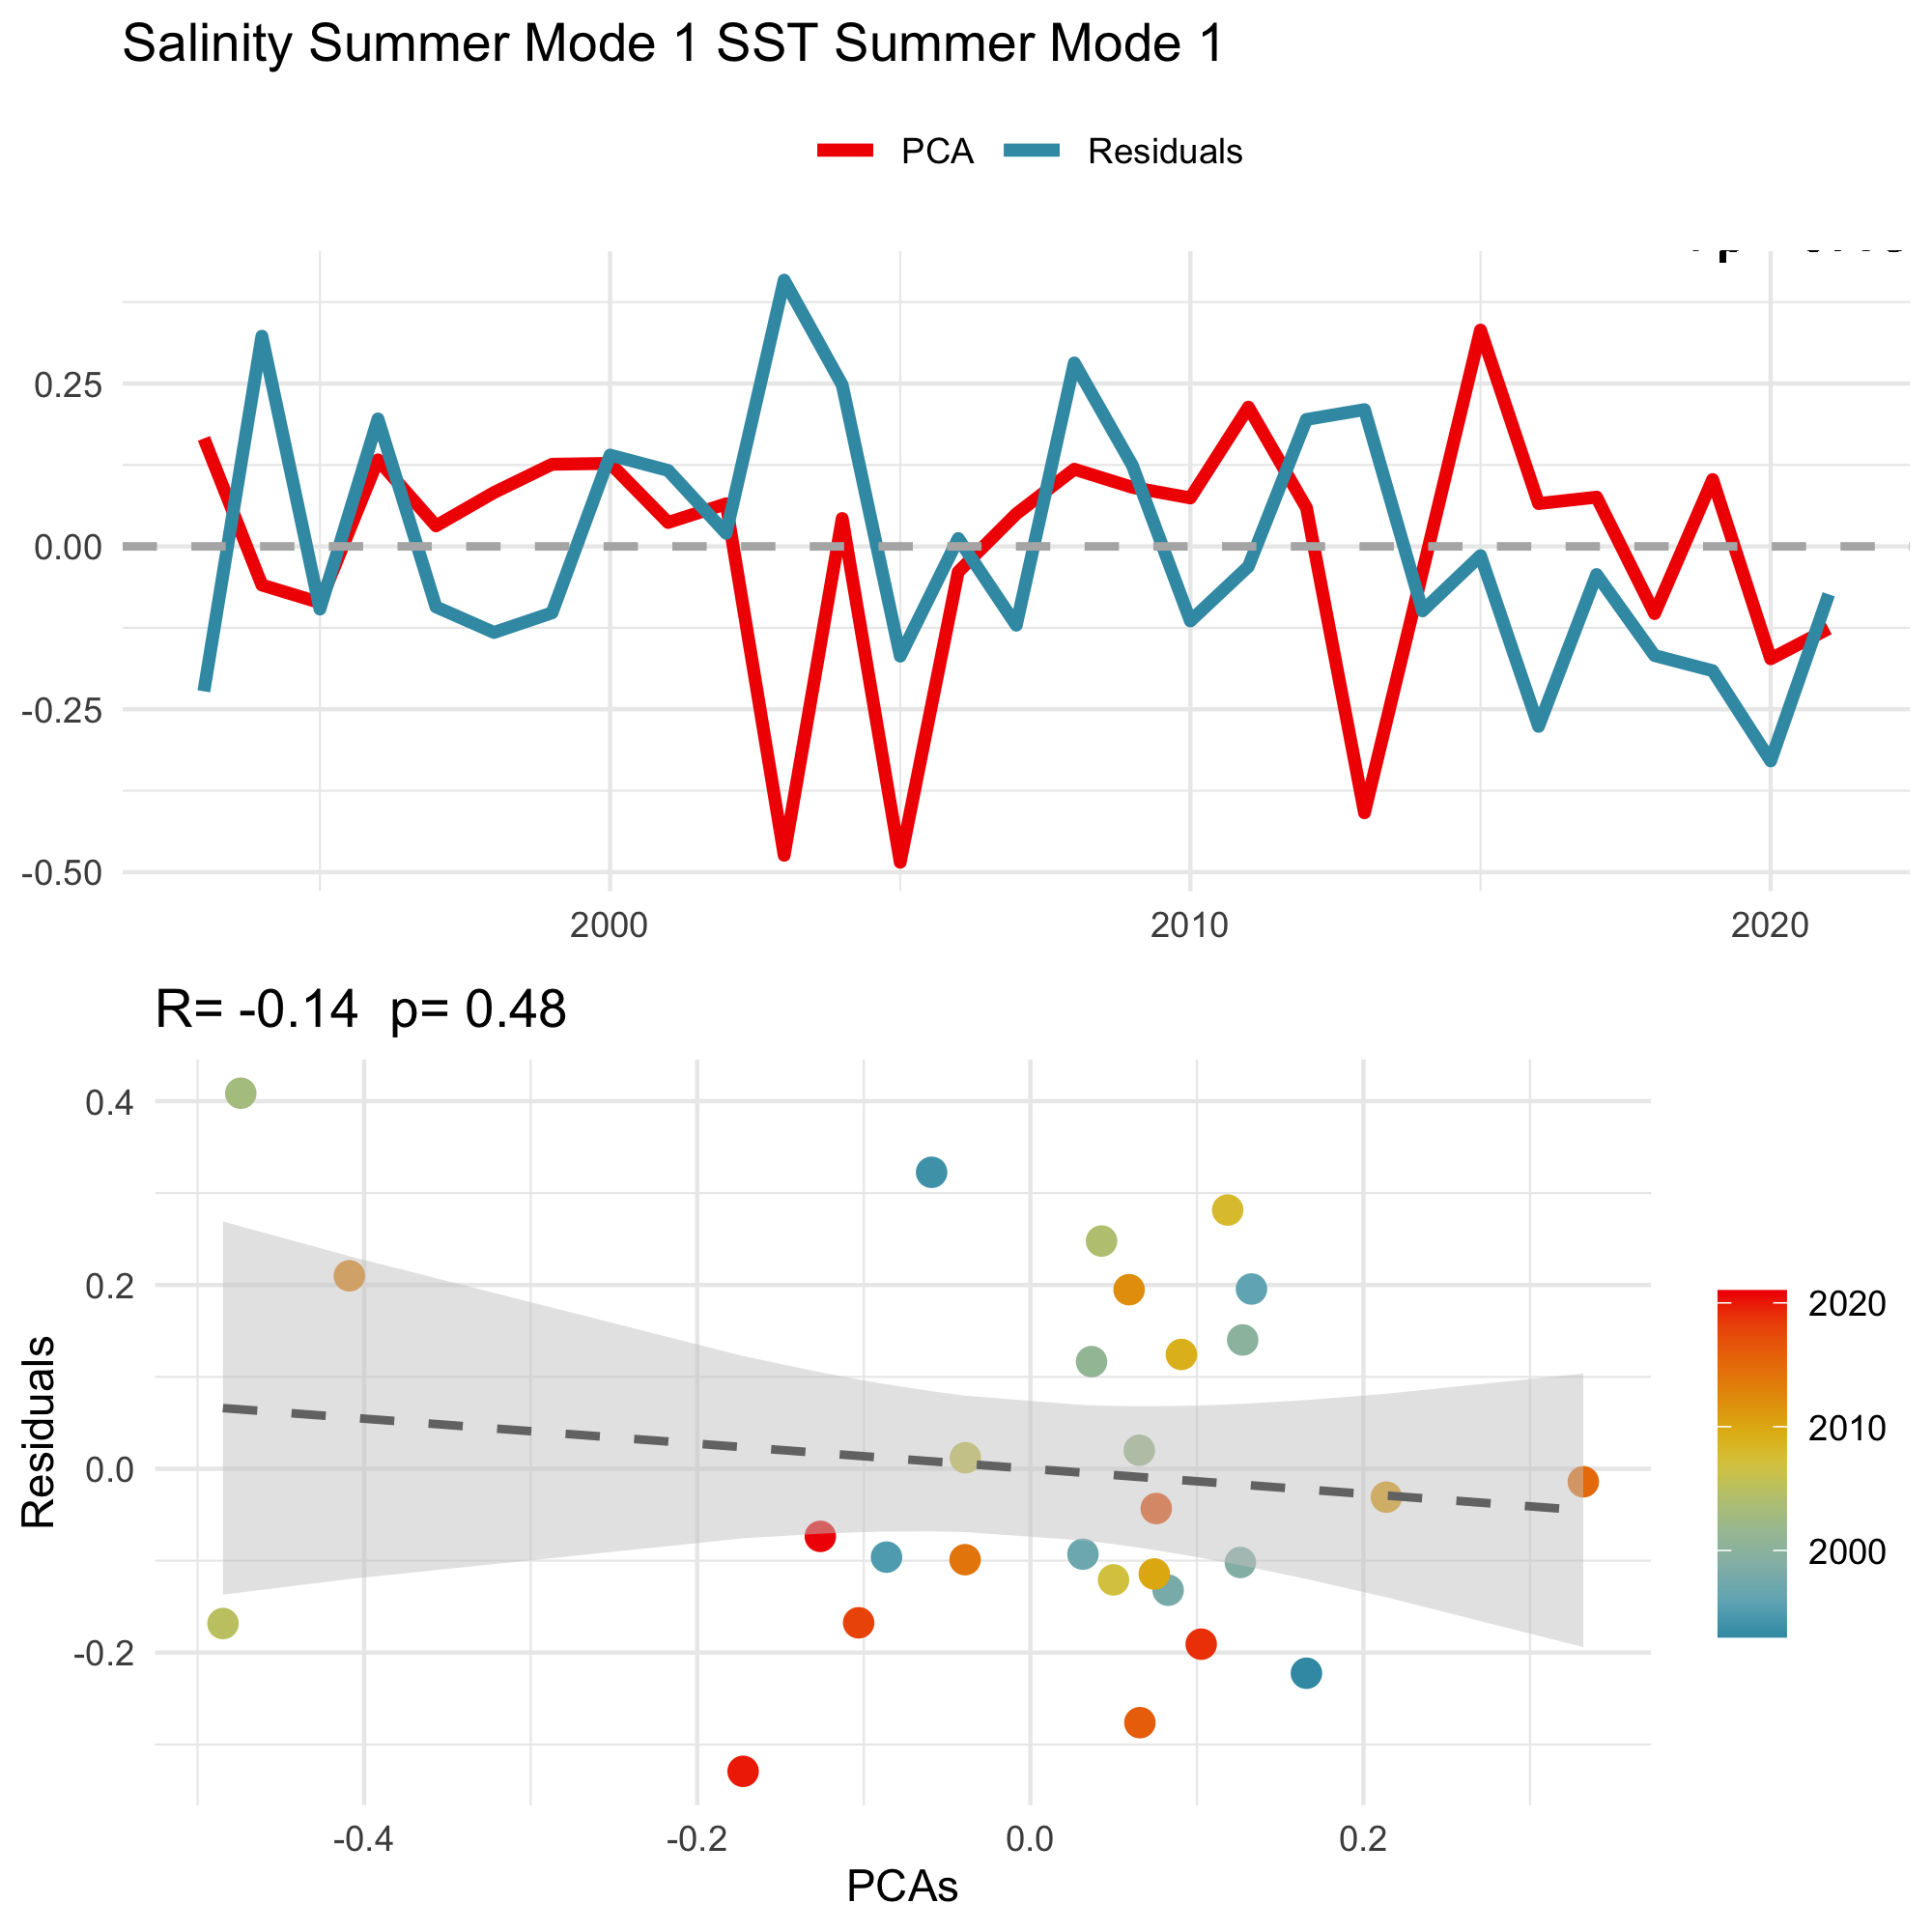 Salinity Summer Mode 1 SST Summer Mode 1
PCA Residuals
0.25
0.00
-0.25
-0.50
2000 2010 2020
R= -0.14 p= 0.48
Residuals
0.4
0.2
0.0
-0.2
-0.4 -0.2 0.0 0.2
PCAs
2020
2010
2000